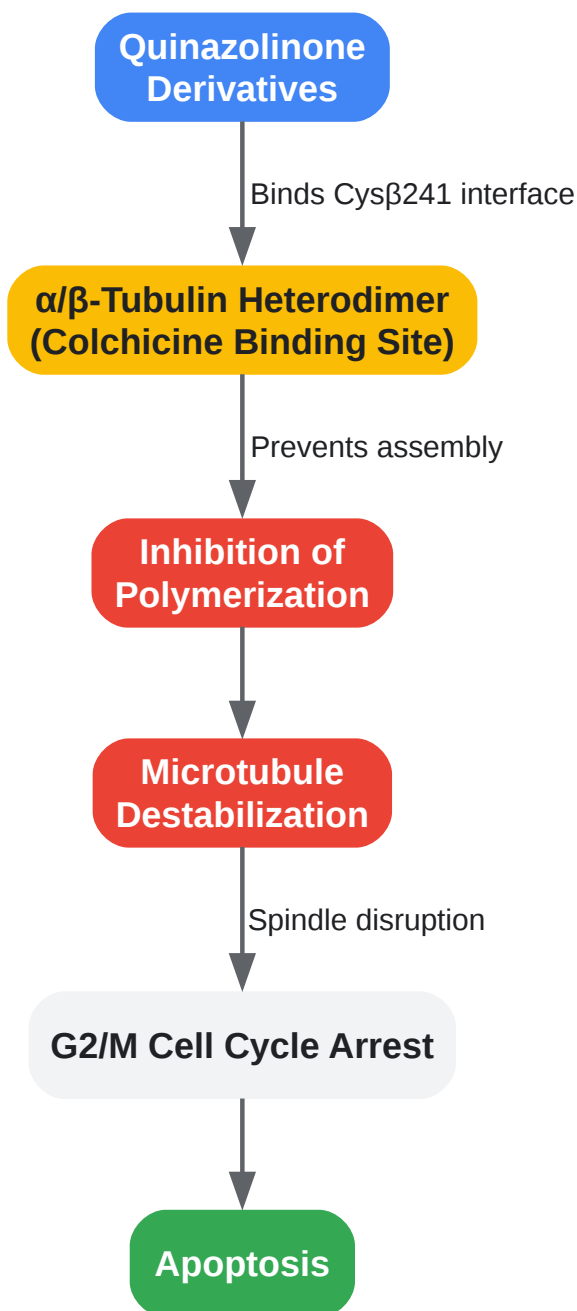 Quinazolinone
Derivatives
Binds Cysβ241 interface
α/β-Tubulin Heterodimer
(Colchicine Binding Site)
Prevents assembly
Inhibition of
Polymerization
Microtubule
Destabilization
Spindle disruption
G2/M Cell Cycle Arrest
Apoptosis